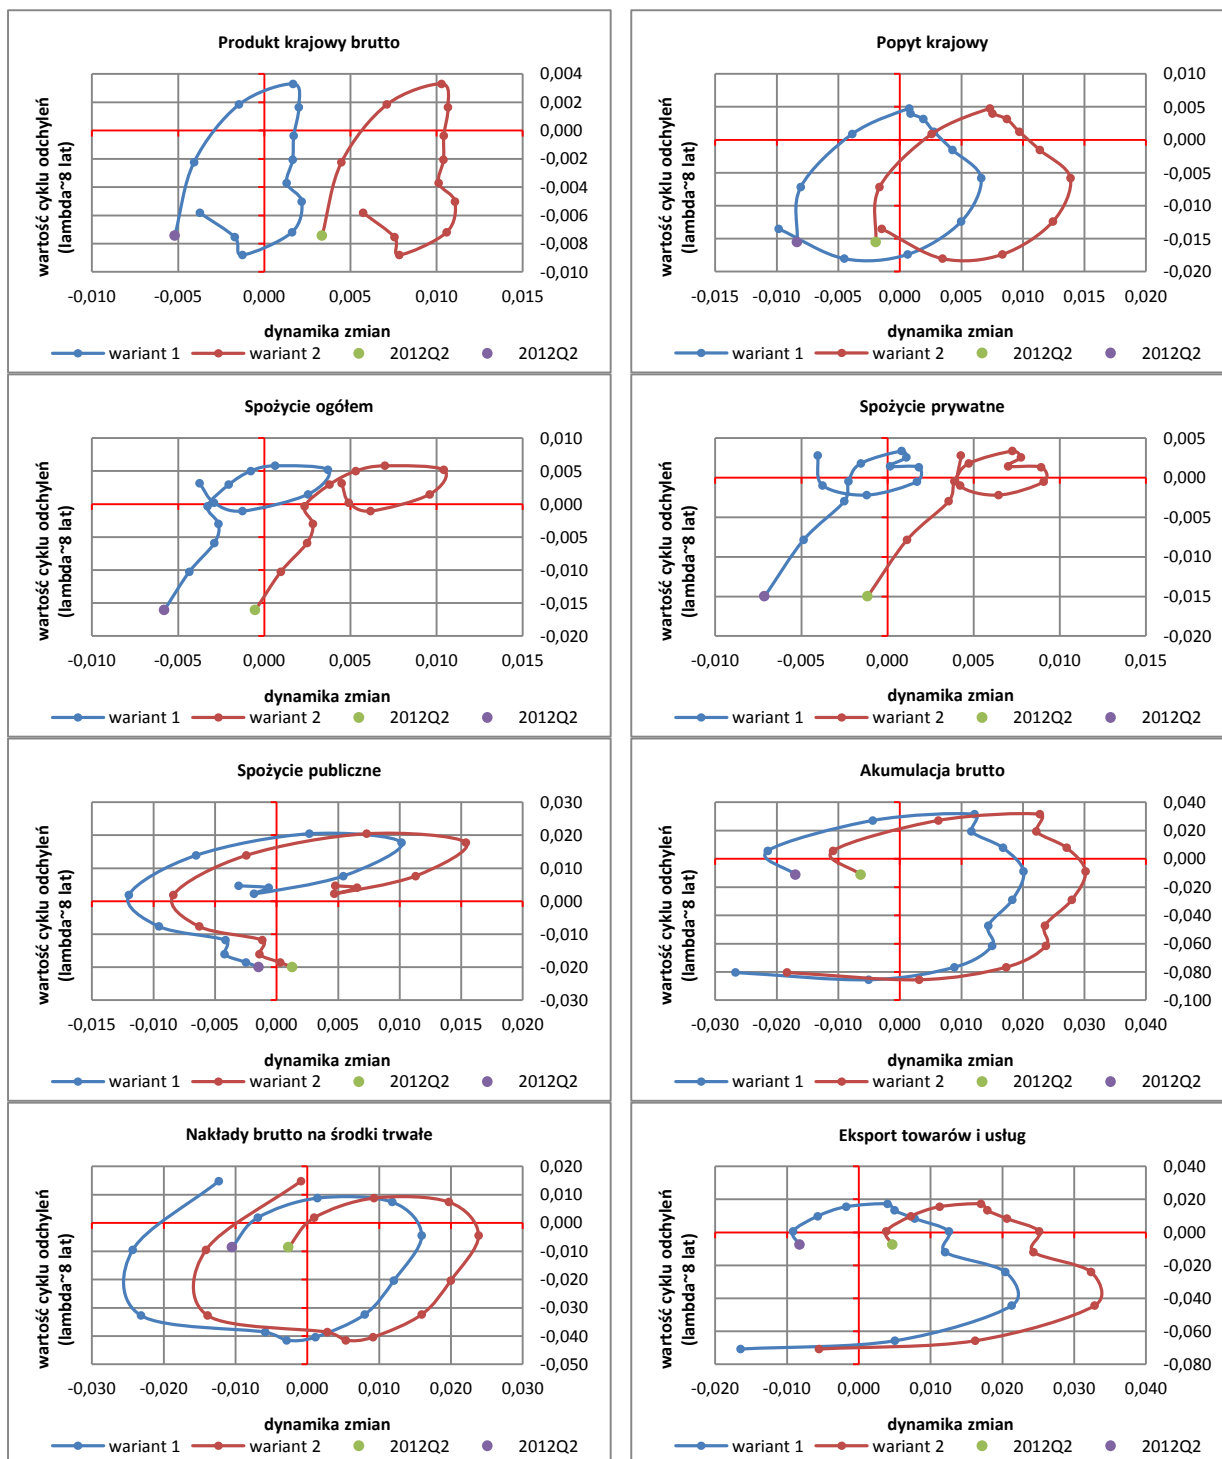 Produkt krajowy brutto
wartość cyklu odchyleń
(lambda~8 lat)
0,004
0,002
0,000
-0,002
-0,004
-0,006
-0,008
-0,010
-0,010 -0,005 0,000 0,005 0,010 0,015
dynamika zmian
wariant 1 wariant 2 2012Q2 2012Q2
Popyt krajowy
wartość cyklu odchyleń
(lambda~8 lat)
0,010
0,005
0,000
-0,005
-0,010
-0,015
-0,020
-0,015 -0,010 -0,005 0,000 0,005 0,010 0,015 0,020
dynamika zmian
wariant 1 wariant 2 2012Q2 2012Q2
Spożycie ogółem
wartość cyklu odchyleń
(lambda~8 lat)
0,010
0,005
0,000
-0,005
-0,010
-0,015
-0,020
-0,010 -0,005 0,000 0,005 0,010 0,015
dynamika zmian
wariant 1 wariant 2 2012Q2 2012Q2
Spożycie prywatne
wartość cyklu odchyleń
(lambda~8 lat)
0,005
0,000
-0,005
-0,010
-0,015
-0,020
-0,010 -0,005 0,000 0,005 0,010 0,015
dynamika zmian
wariant 1 wariant 2 2012Q2 2012Q2
Spożycie publiczne
wartość cyklu odchyleń
(lambda~8 lat)
0,030
0,020
0,010
0,000
-0,010
-0,020
-0,030
-0,015 -0,010 -0,005 0,000 0,005 0,010 0,015 0,020
dynamika zmian
wariant 1 wariant 2 2012Q2 2012Q2
Akumulacja brutto
wartość cyklu odchyleń
(lambda~8 lat)
0,040
0,020
0,000
-0,020
-0,040
-0,060
-0,080
-0,100
-0,030 -0,020 -0,010 0,000 0,010 0,020 0,030 0,040
dynamika zmian
wariant 1 wariant 2 2012Q2 2012Q2
Nakłady brutto na środki trwałe
wartość cyklu odchyleń
(lambda~8 lat)
0,020
0,010
0,000
-0,010
-0,020
-0,030
-0,040
-0,050
-0,030 -0,020 -0,010 0,000 0,010 0,020 0,030
dynamika zmian
wariant 1 wariant 2 2012Q2 2012Q2
Eksport towarów i usług
wartość cyklu odchyleń
(lambda~8 lat)
0,040
0,020
0,000
-0,020
-0,040
-0,060
-0,080
-0,020 -0,010 0,000 0,010 0,020 0,030 0,040
dynamika zmian
wariant 1 wariant 2 2012Q2 2012Q2